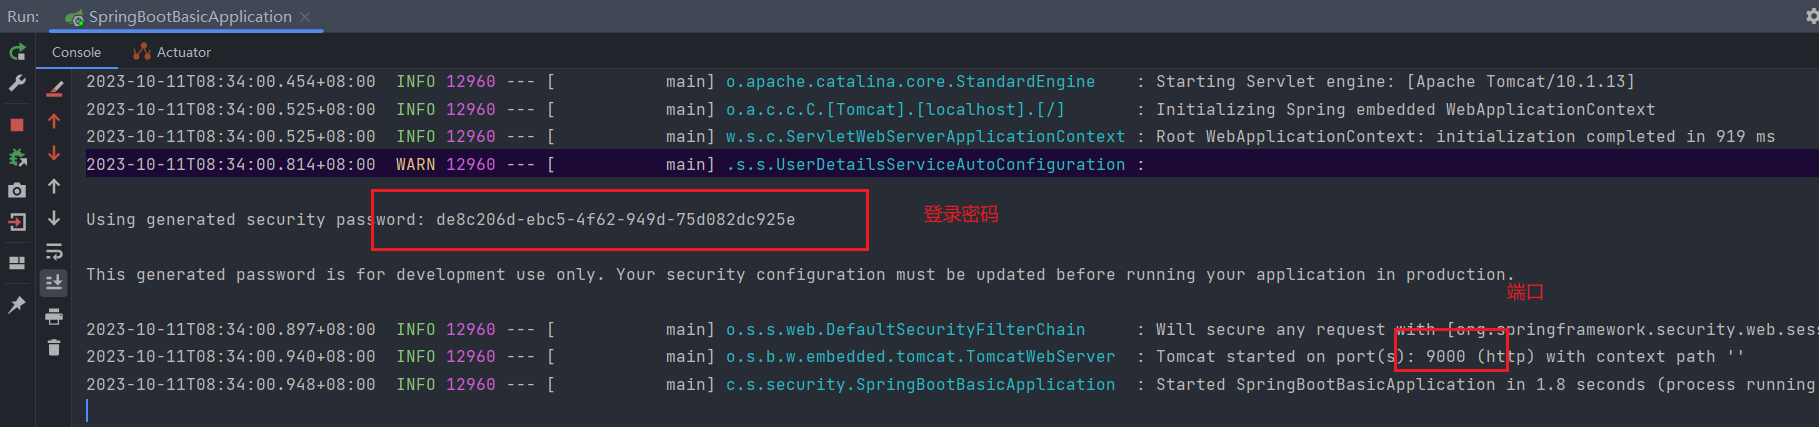 Run: SpringBootBasicApplication
Console Actuator
2023-10-11T08:34:00.454+08:00 INFO 12960 --- [ main] o.apache.catalina.core.StandardEngine : Starting Servlet engine: [Apache Tomcat/10.1.13]
2023-10-11T08:34:00.525+08:00 INFO 12960 --- [ main] o.a.c.c.C.[Tomcat].[localhost].[/] : Initializing Spring embedded WebApplicationContext
2023-10-11T08:34:00.525+08:00 INFO 12960 --- [ main] w.s.c.ServletWebServerApplicationContext : Root WebApplicationContext: initialization completed in 919 ms
2023-10-11T08:34:00.814+08:00 WARN 12960 --- [ main] .s.s.UserDetailsServiceAutoConfiguration :
Using generated security password: de8c206d-ebc5-4f62-949d-75d082dc925e
登录密码
This generated password is for development use only. Your security configuration must be updated before running your application in production.
端口
2023-10-11T08:34:00.897+08:00 INFO 12960 --- [ main] o.s.s.web.DefaultSecurityFilterChain : Will secure any request with [org.springframework.security.web.ses
2023-10-11T08:34:00.940+08:00 INFO 12960 --- [ main] o.s.b.w.embedded.tomcat.TomcatWebServer : Tomcat started on port(s): 9000 (http) with context path ''
2023-10-11T08:34:00.948+08:00 INFO 12960 --- [ main] c.s.security.SpringBootBasicApplication : Started SpringBootBasicApplication in 1.8 seconds (process running